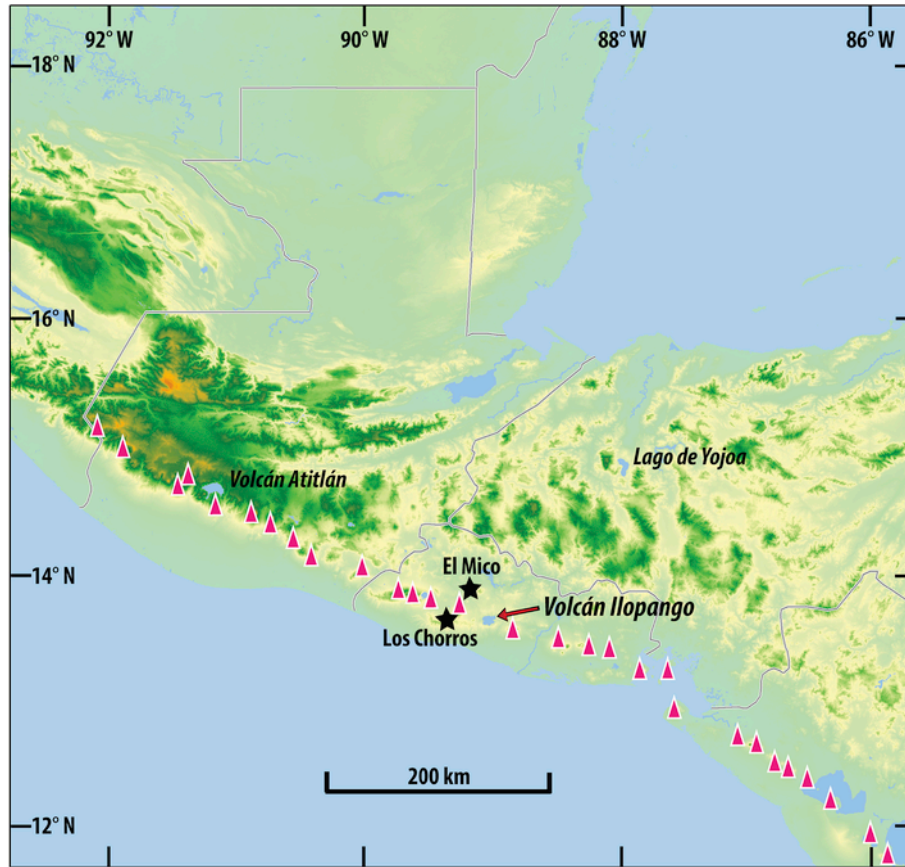 92°W
90°W
88°W
86°W
18°N
16°N
Volcán Atitlán
Lago de Yojoa
14°N
El Mico
Volcán Ilopango
Los Chorros
200 km
12°N